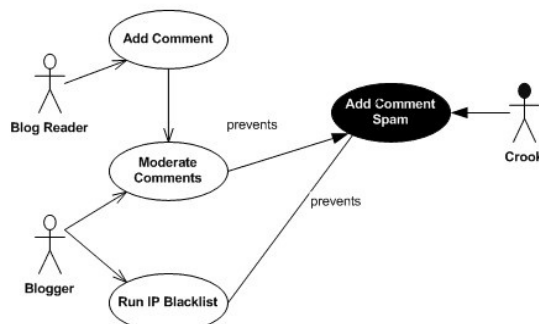 Add Comment
Blog Reader
Add Comment
Spam
prevents
Crook
Moderate
Comments
prevents
Blogger
Run IP Blacklist